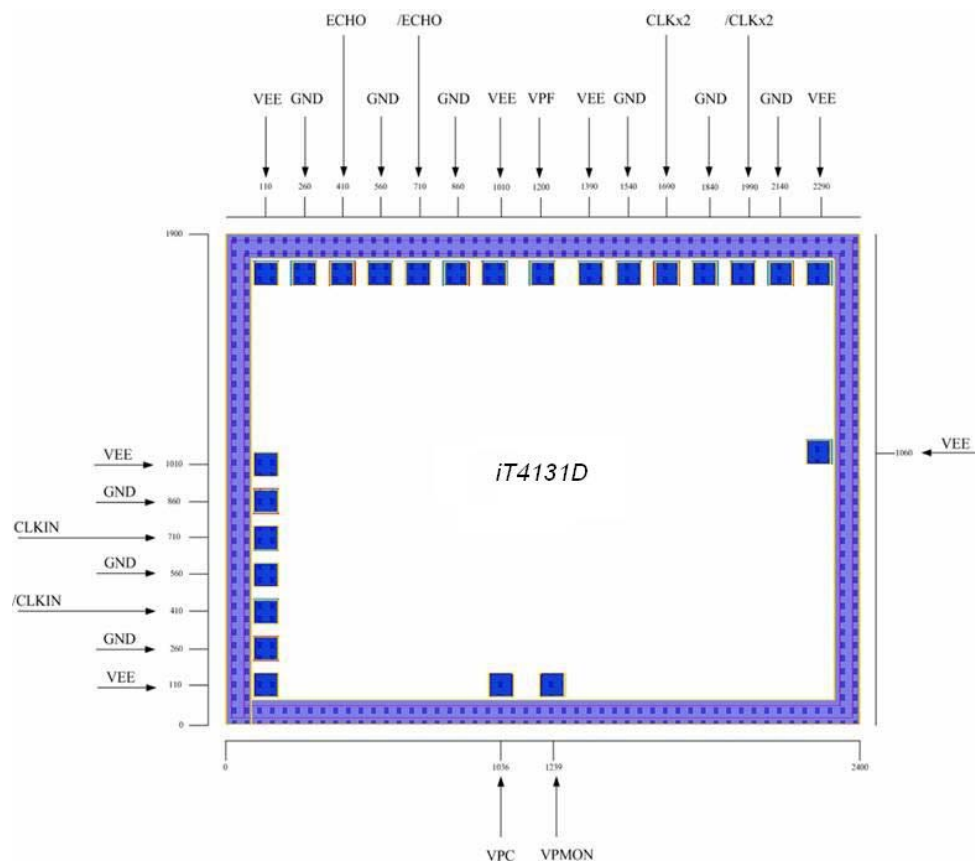 ECHO /ECHO CLKx2 /CLKx2
VEE GND GND GND VEE VPF VEE GND GND GND VEE
110 260 410 560 710 860 1010 1200 1390 1540 1690 1840 1990 2140 2290
1900
iT4131D
1060
VEE
VEE
1010
GND
860
CLKIN
710
GND
560
/CLKIN
410
GND
260
VEE
110
0
0 1036 1239 2400
VPC VPMON